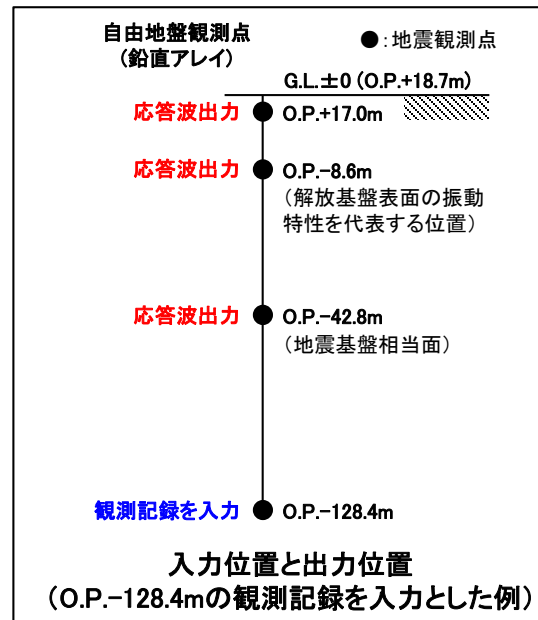 自由地盤観測点
(鉛直アレイ)
●:地震観測点
G.L.±0(O.P.+18.7m)
応答波出力 O.P.+17.0m
応答波出力 O.P.-8.6m
(解放基盤表面の振動
特性を代表する位置)
応答波出力 O.P.-42.8m
(地震基盤相当面)
観測記録を入力 O.P.-128.4m
入力位置と出力位置
(O.P.-128.4mの観測記録を入力とした例)